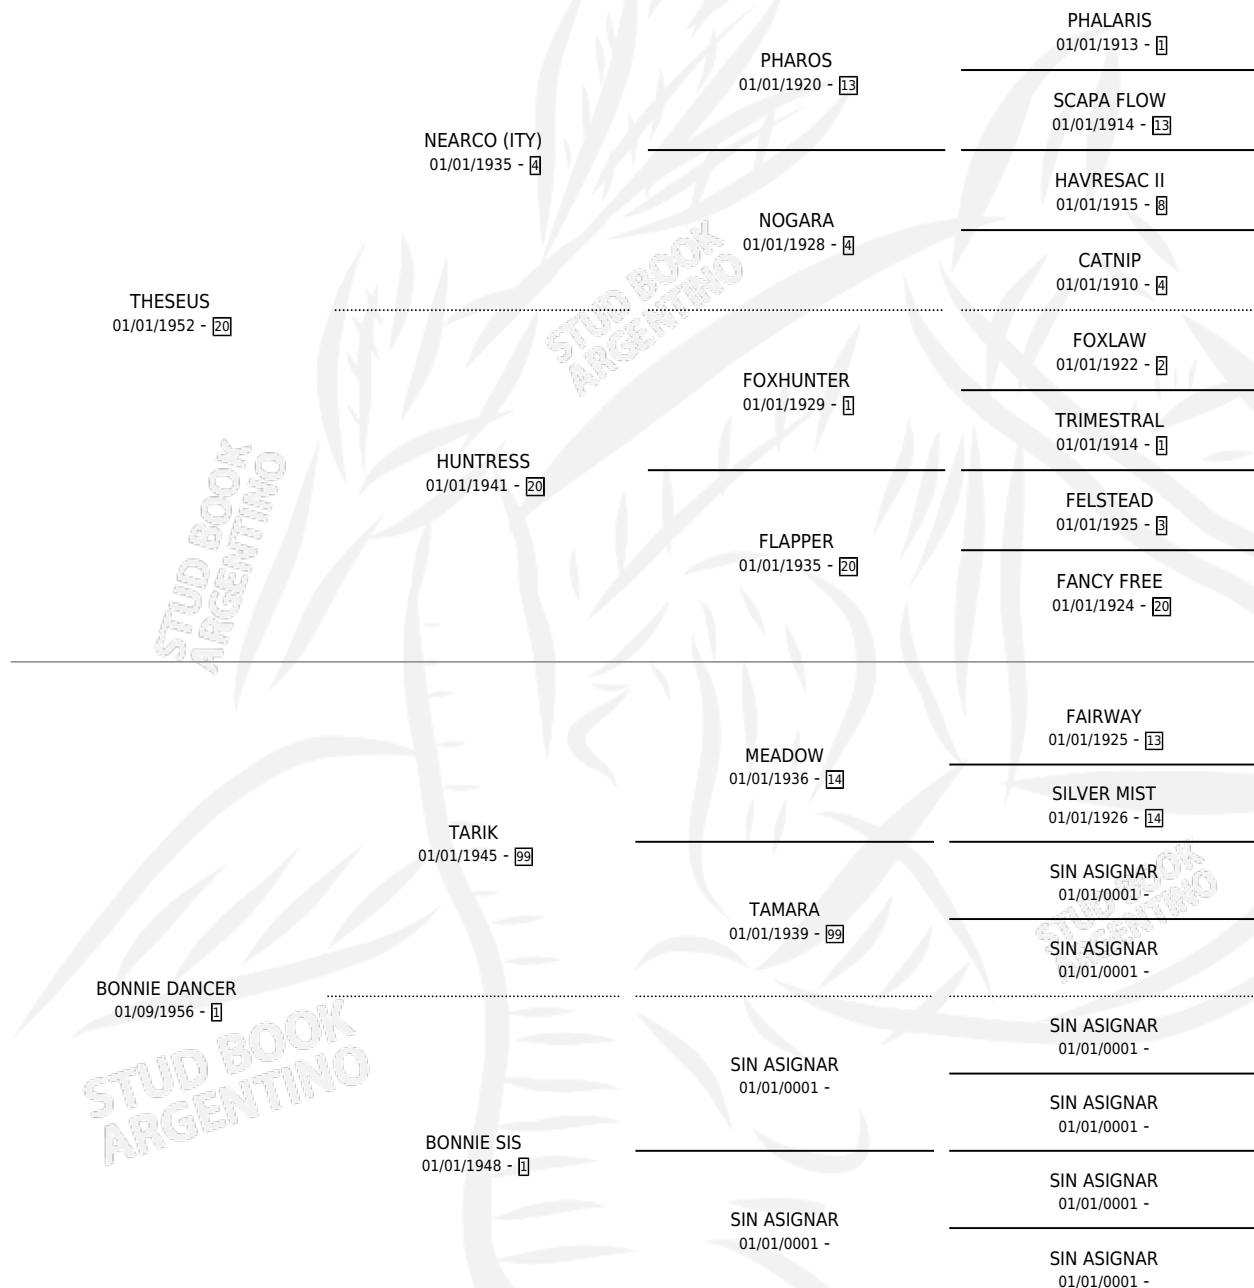 THESEUS
01/01/1952 - 20
NEARCO (ITY)
01/01/1935 - 4
PHAROS
01/01/1920 - 13
PHALARIS
01/01/1913 - 1
SCAPA FLOW
01/01/1914 - 13
NOGARA
01/01/1928 - 4
HAVRESAC II
01/01/1915 - 8
CATNIP
01/01/1910 - 4
HUNTRESS
01/01/1941 - 20
FOXHUNTER
01/01/1929 - 1
FOXLAW
01/01/1922 - 2
TRIMESTRAL
01/01/1914 - 1
FLAPPER
01/01/1935 - 20
FELSTEAD
01/01/1925 - 3
FANCY FREE
01/01/1924 - 20
BONNIE DANCER
01/09/1956 - 1
TARIK
01/01/1945 - 99
MEADOW
01/01/1936 - 14
FAIRWAY
01/01/1925 - 13
SILVER MIST
01/01/1926 - 14
TAMARA
01/01/1939 - 99
SIN ASIGNAR
01/01/0001 -
SIN ASIGNAR
01/01/0001 -
BONNIE SIS
01/01/1948 - 1
SIN ASIGNAR
01/01/0001 -
SIN ASIGNAR
01/01/0001 -
SIN ASIGNAR
01/01/0001 -
SIN ASIGNAR
01/01/0001 -
SIN ASIGNAR
01/01/0001 -
SIN ASIGNAR
01/01/0001 -
STUD BOOK
ARGENTINO
STUD BOOK
ARGENTINO
STUD BOOK
ARGENTINO
STUD BOOK
ARGENTINO